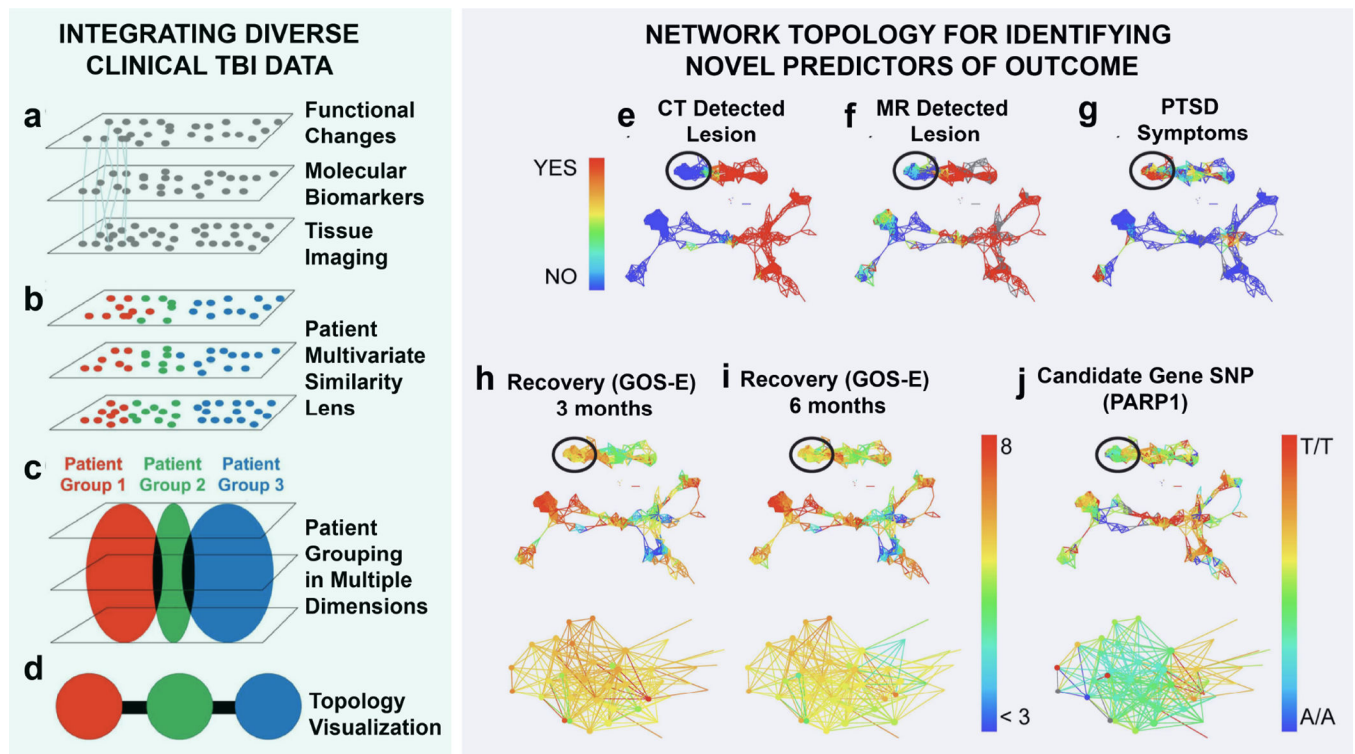 INTEGRATING DIVERSE
CLINICAL TBI DATA
a
Functional
Changes
Molecular
Biomarkers
Tissue
Imaging
b
Patient
Multivariate
Similarity
Lens
c
Patient
Group 1
Patient
Group 2
Patient
Group 3
Patient
Grouping
in Multiple
Dimensions
d
Topology
Visualization
NETWORK TOPOLOGY FOR IDENTIFYING
NOVEL PREDICTORS OF OUTCOME
e
CT Detected
Lesion
YES
NO
f
MR Detected
Lesion
g
PTSD
Symptoms
h
Recovery (GOS-E)
3 months
i
Recovery (GOS-E)
6 months
8
< 3
j
Candidate Gene SNP
(PARP1)
T/T
A/A